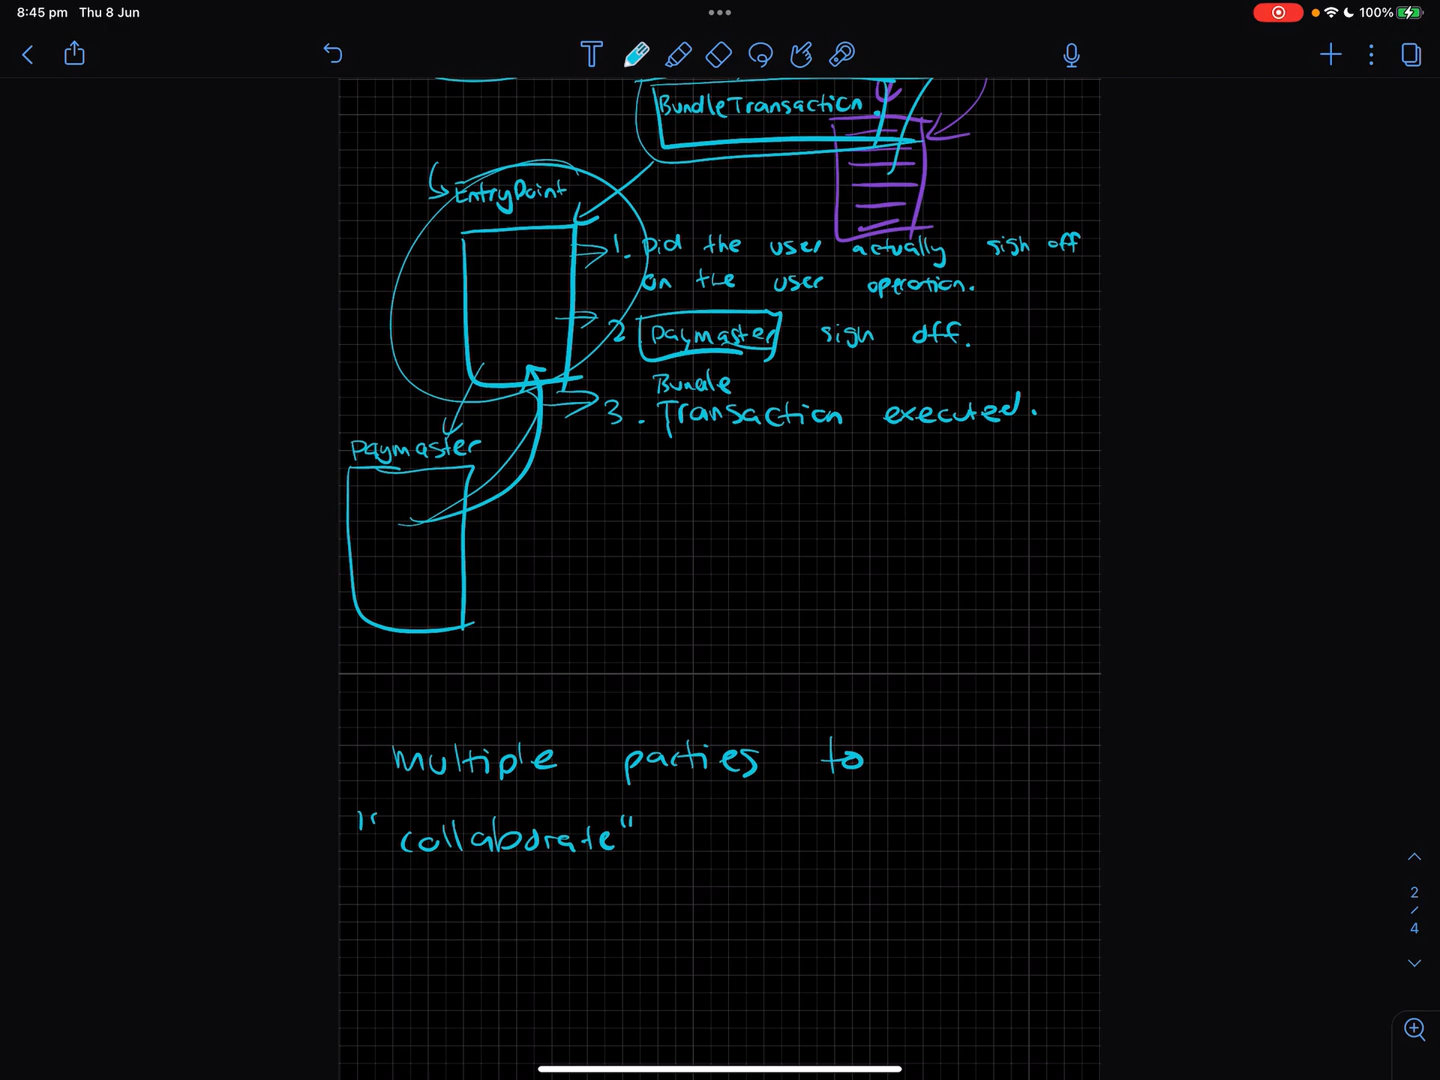 8:45 pm Thu 8 Jun
100%
BundleTransaction.
EntryPoint
1. Did the user actually sign off
on the user operation.
2 Paymaster sign off.
Bundle
3. Transaction executed.
Paymaster
2
/
4
Multiple parties to
"collaborate"